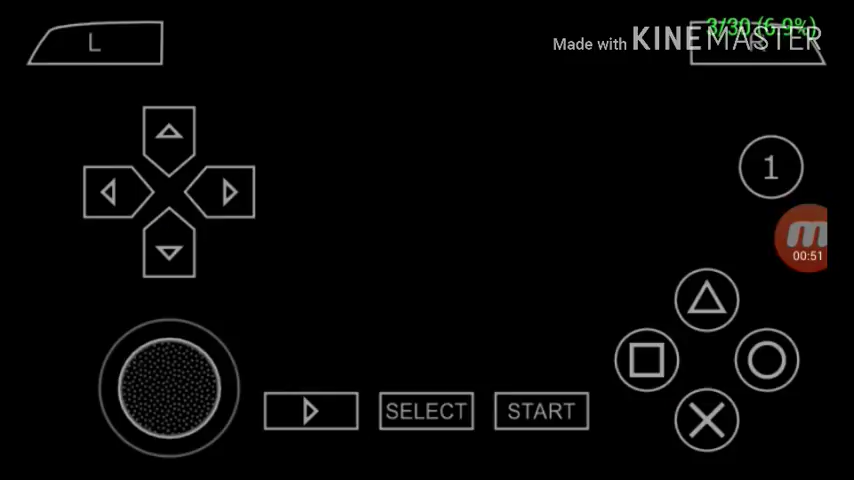 3/30 (6.9%)
L
Made with KINEMASTER
1
m
00:51
SELECT
START